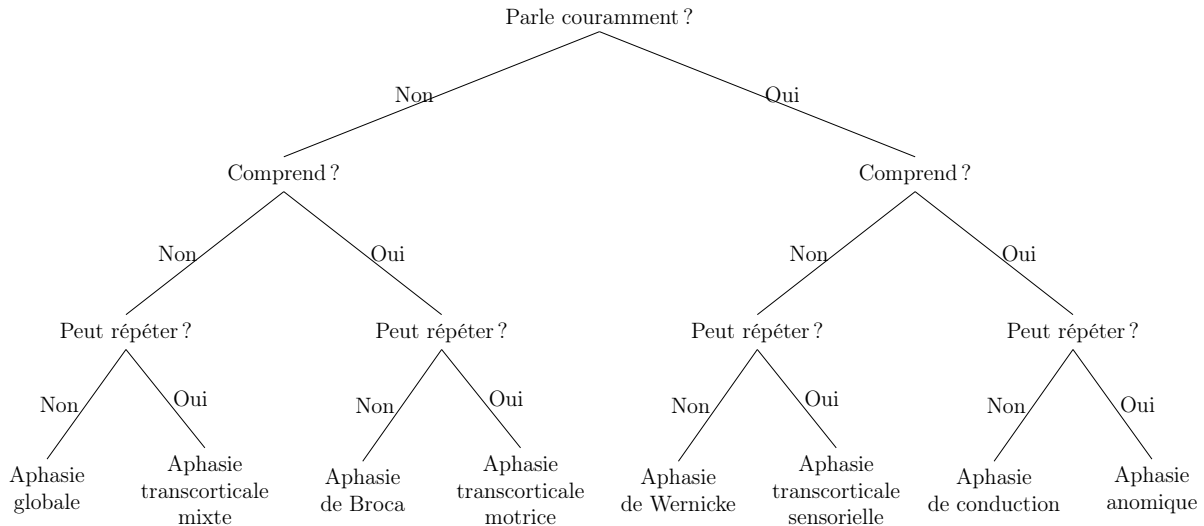 Parle couramment ?
Non
Oui
Comprend ?
Comprend ?
Non
Oui
Non
Oui
Peut répéter ?
Peut répéter ?
Peut répéter ?
Peut répéter ?
Non
Oui
Non
Oui
Non
Oui
Non
Oui
Aphasie
globale
Aphasie
transcorticale
mixte
Aphasie
de Broca
Aphasie
transcorticale
motrice
Aphasie
de Wernicke
Aphasie
transcorticale
sensorielle
Aphasie
de conduction
Aphasie
anomique